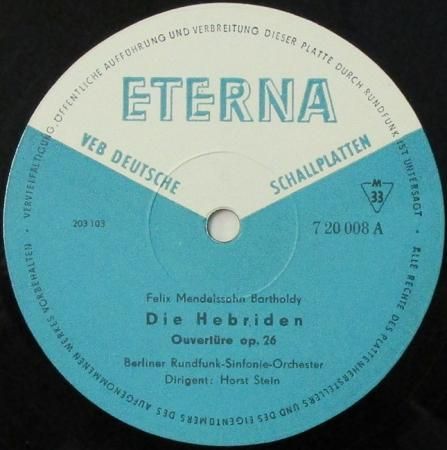 ETERNA
VEB DEUTSCHE SCHALLPLATTEN
M
33
203 103
7 20 008 A
Felix Mendelssohn Bartholdy
Die Hebriden
Ouvertüre op. 26
Berliner Rundfunk-Sinfonie-Orchester
Dirigent: Horst Stein
ALLE RECHTE DES PLATTENHERSTELLERS UND DES EIGENTÜMERS DES AUFGENOMMENEN WERKES VORBEHALTEN · VERVIELFÄLTIGUNG, ÖFFENTLICHE AUFFÜHRUNG UND VERBREITUNG DIESER PLATTE DURCH RUNDFUNK IST UNTERSAGT ·